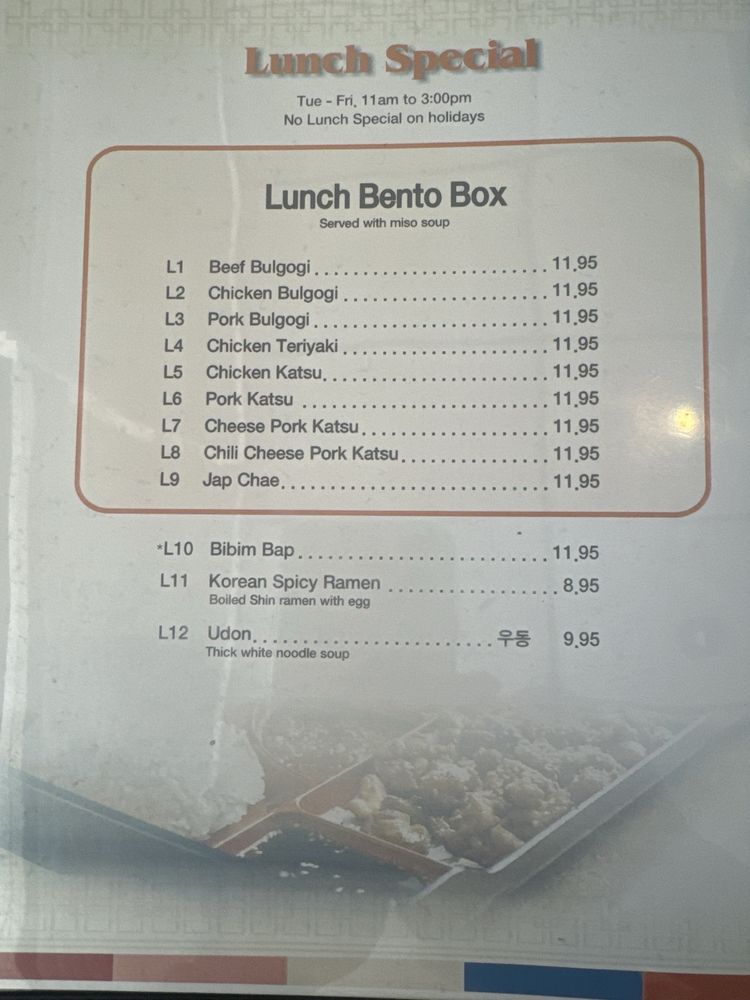 Lunch Special
Tue - Fri, 11am to 3:00pm
No Lunch Special on holidays
Lunch Bento Box
Served with miso soup
L1 Beef Bulgogi........................ 11.95
L2 Chicken Bulgogi..................... 11.95
L3 Pork Bulgogi........................ 11.95
L4 Chicken Teriyaki..................... 11.95
L5 Chicken Katsu....................... 11.95
L6 Pork Katsu ......................... 11.95
L7 Cheese Pork Katsu................... 11.95
L8 Chili Cheese Pork Katsu............... 11.95
L9 Jap Chae........................... 11.95
*L10 Bibim Bap......................... 11.95
L11 Korean Spicy Ramen ................. 8.95
Boiled Shin ramen with egg
L12 Udon........................ 우동 9.95
Thick white noodle soup